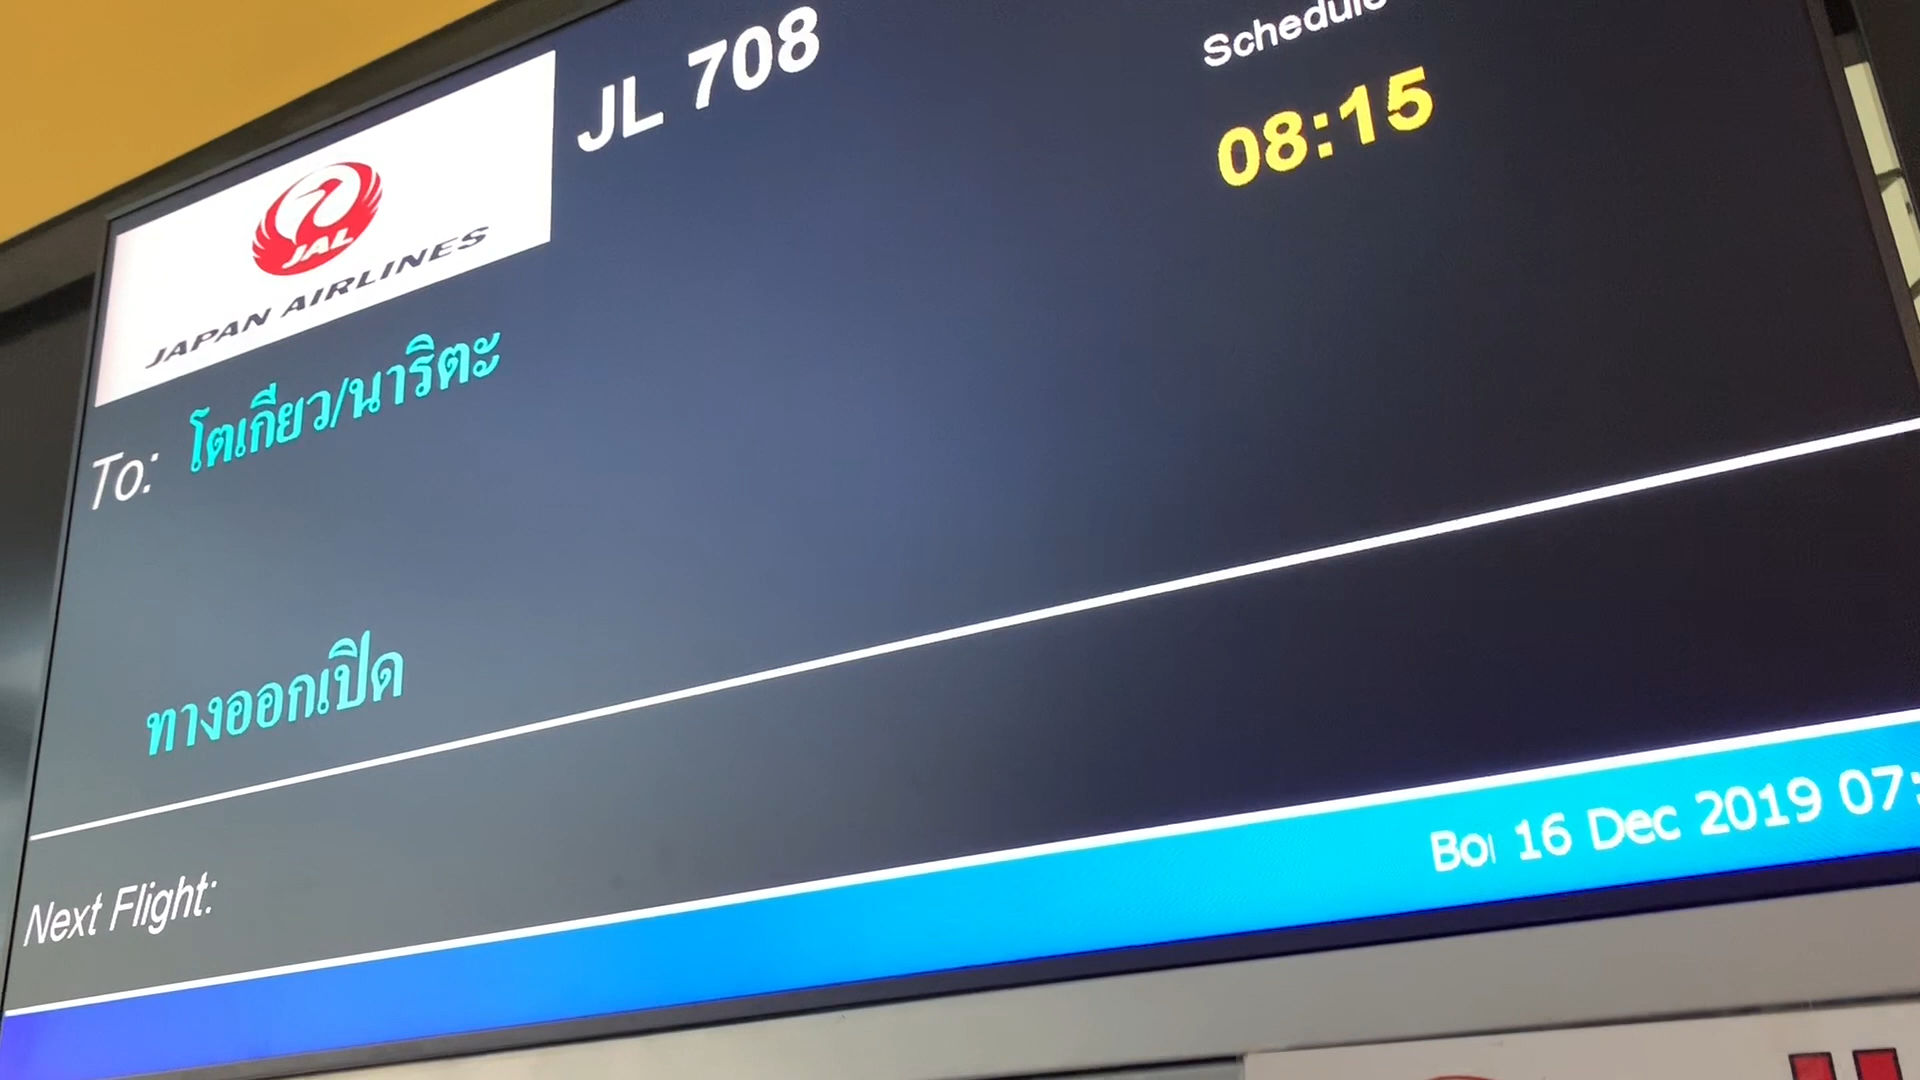 JL 708
Schedule
08:15
JAL
JAPAN AIRLINES
To: โตเกียว/นาริตะ
ทางออกเปิด
Next Flight:
16 Dec 2019 07: